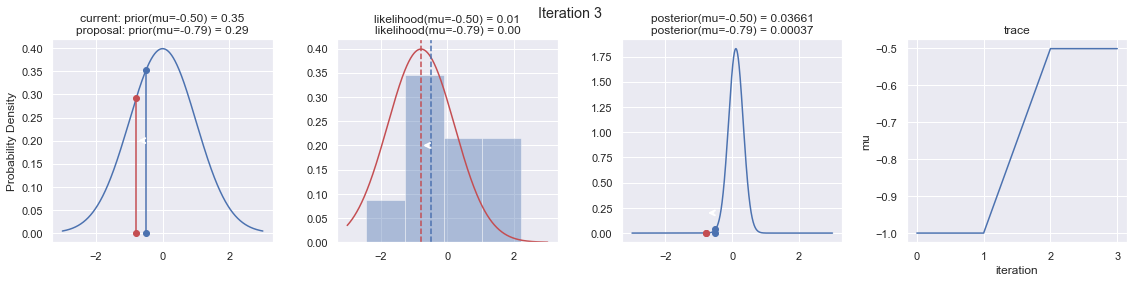 Iteration 3
current: prior(mu=-0.50) = 0.35
proposal: prior(mu=-0.79) = 0.29
likelihood(mu=-0.50) = 0.01
likelihood(mu=-0.79) = 0.00
posterior(mu=-0.50) = 0.03661
posterior(mu=-0.79) = 0.00037
trace
Probability Density
0.40
0.35
0.30
0.25
0.20
0.15
0.10
0.05
0.00
−2 0 2
0.40
0.35
0.30
0.25
0.20
0.15
0.10
0.05
0.00
−2 0 2
1.75
1.50
1.25
1.00
0.75
0.50
0.25
0.00
−2 0 2
mu
−0.5
−0.6
−0.7
−0.8
−0.9
−1.0
0 1 2 3
iteration